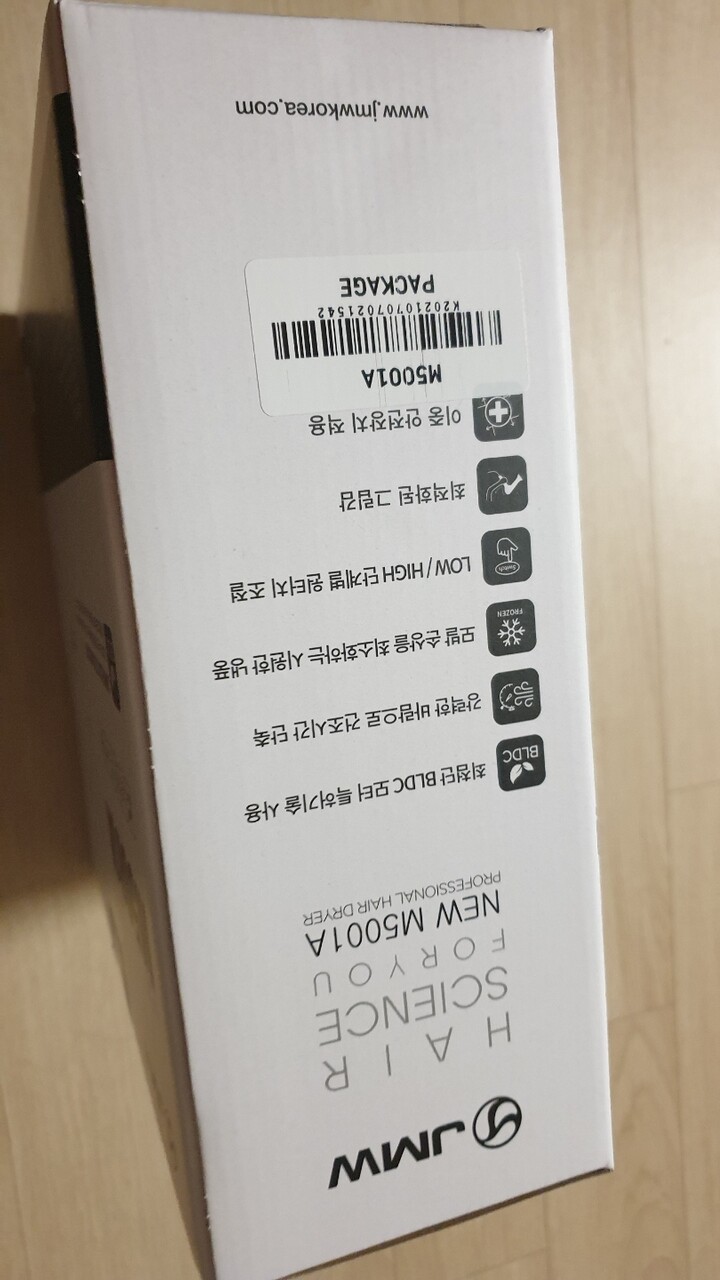 JMW
HAIR
SCIENCE
FOR YOU
NEW M5001A
PROFESSIONAL HAIR DRYER
BLDC
최첨단 BLDC 모터 특허기술 사용
강력한 바람으로 건조시간 단축
FROZEN
모발 손상을 최소화하는 시원한 냉풍
Switch
LOW / HIGH 단계별 원터치 조절
최적화된 그립감
이중 안전장치 적용
M5001A
K20210707021542
PACKAGE
www.jmwkorea.com